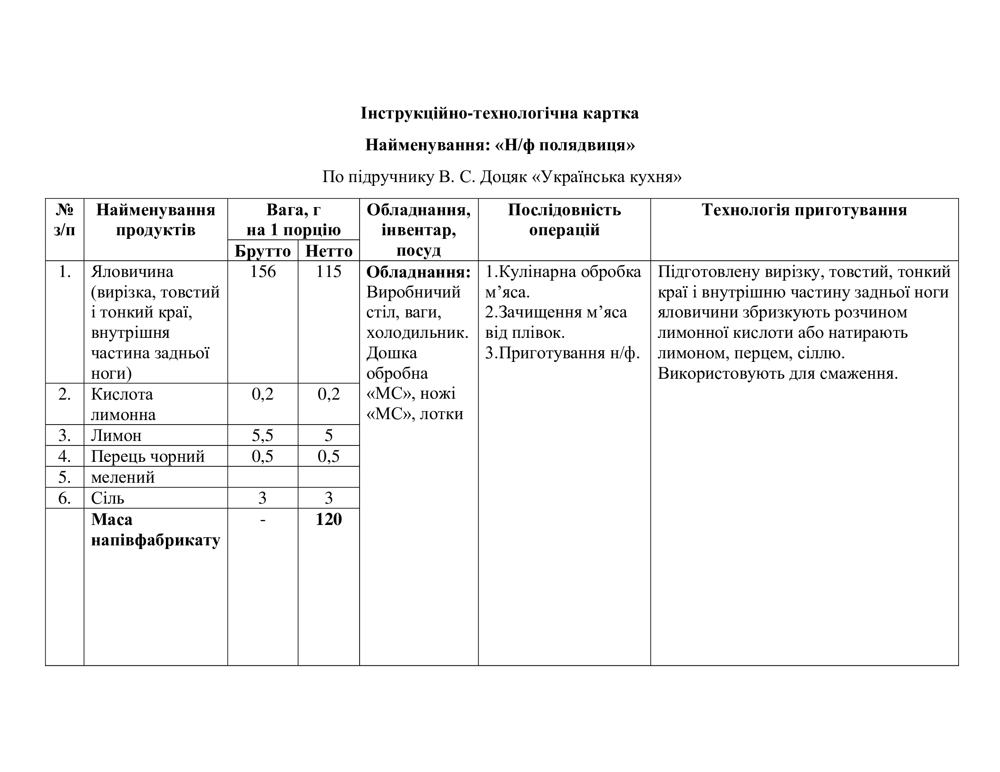 Інструкційно-технологічна картка
Найменування: «Н/ф полядвиця»
По підручнику В. С. Доцяк «Українська кухня»
№
з/п
Найменування
продуктів
Вага, г
на 1 порцію
Брутто
Нетто
Обладнання,
інвентар,
посуд
Послідовність
операцій
Технологія приготування
1.
Яловичина
(вирізка, товстий
і тонкий краї,
внутрішня
частина задньої
ноги)
156
115
Обладнання:
Виробничий
стіл, ваги,
холодильник.
Дошка
обробна
«МС», ножі
«МС», лотки
1.Кулінарна обробка
м’яса.
2.Зачищення м’яса
від плівок.
3.Приготування н/ф.
Підготовлену вирізку, товстий, тонкий
краї і внутрішню частину задньої ноги
яловичини збризкують розчином
лимонної кислоти або натирають
лимоном, перцем, сіллю.
Використовують для смаження.
2.
Кислота
лимонна
0,2
0,2
3.
Лимон
5,5
5
4.
Перець чорний
0,5
0,5
5.
мелений
6.
Сіль
3
3
Маса
напівфабрикату
-
120